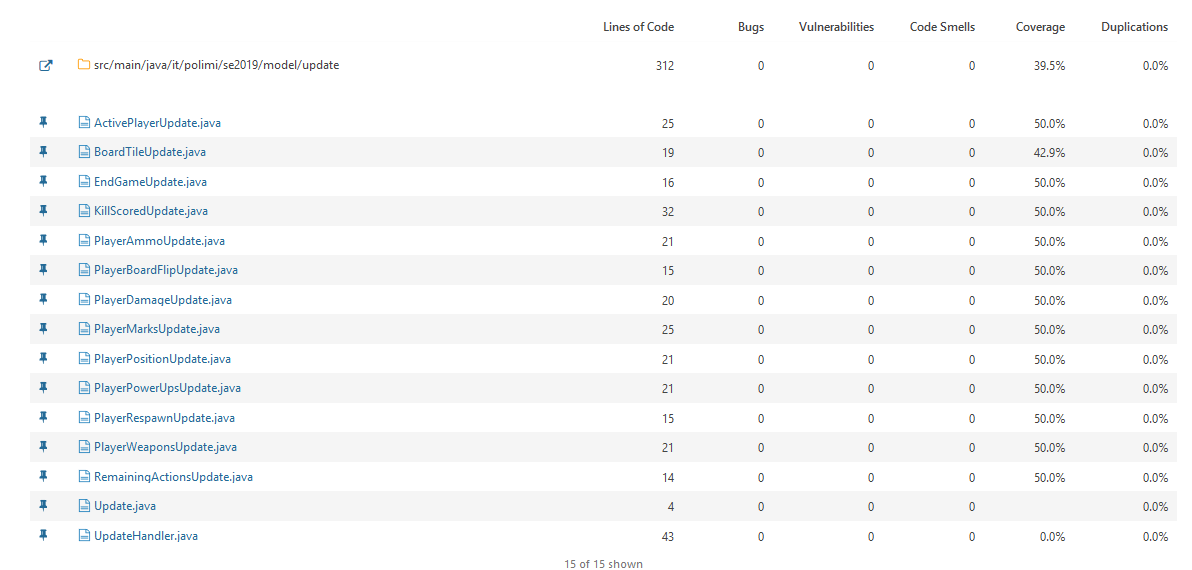 Lines of Code Bugs Vulnerabilities Code Smells Coverage Duplications
src/main/java/it/polimi/se2019/model/update 312 0 0 0 39.5% 0.0%
ActivePlayerUpdate.java 25 0 0 0 50.0% 0.0%
BoardTileUpdate.java 19 0 0 0 42.9% 0.0%
EndGameUpdate.java 16 0 0 0 50.0% 0.0%
KillScoredUpdate.java 32 0 0 0 50.0% 0.0%
PlayerAmmoUpdate.java 21 0 0 0 50.0% 0.0%
PlayerBoardFlipUpdate.java 15 0 0 0 50.0% 0.0%
PlayerDamageUpdate.java 20 0 0 0 50.0% 0.0%
PlayerMarksUpdate.java 25 0 0 0 50.0% 0.0%
PlayerPositionUpdate.java 21 0 0 0 50.0% 0.0%
PlayerPowerUpsUpdate.java 21 0 0 0 50.0% 0.0%
PlayerRespawnUpdate.java 15 0 0 0 50.0% 0.0%
PlayerWeaponsUpdate.java 21 0 0 0 50.0% 0.0%
RemainingActionsUpdate.java 14 0 0 0 50.0% 0.0%
Update.java 4 0 0 0 0.0%
UpdateHandler.java 43 0 0 0 0.0% 0.0%
15 of 15 shown